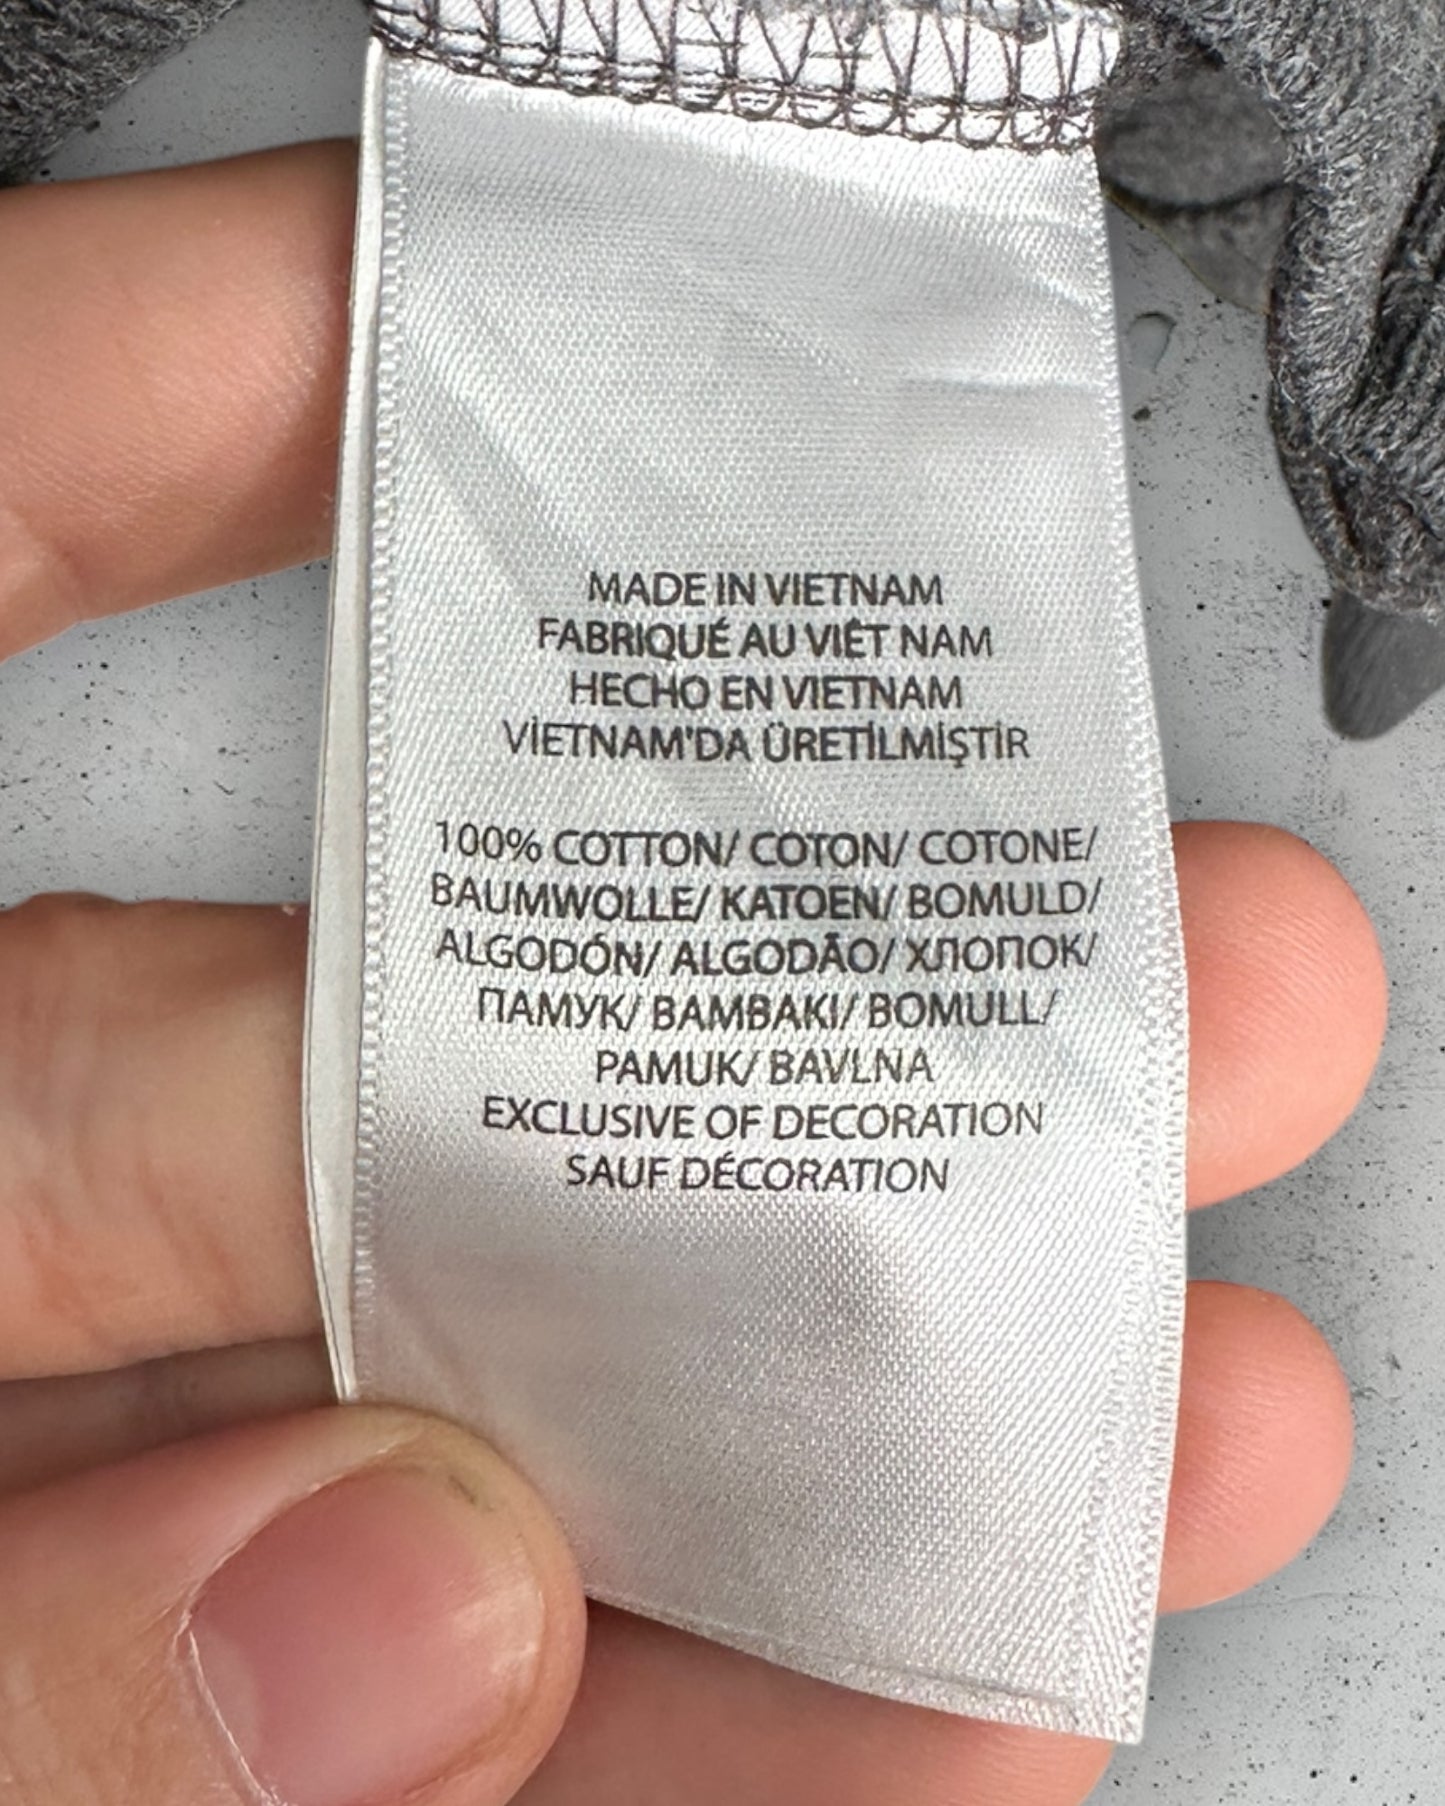 MADE IN VIETNAM
FABRIQUÉ AU VIÊT NAM
HECHO EN VIETNAM
VİETNAM'DA ÜRETİLMİŞTİR
100% COTTON/ COTON/ COTONE/
BAUMWOLLE/ KATOEN/ BOMULD/
ALGODÓN/ ALGODÃO/ ХЛОПОК/
ПАМУК/ BAMBAKI/ BOMULL/
PAMUK/ BAVLNA
EXCLUSIVE OF DECORATION
SAUF DÉCORATION